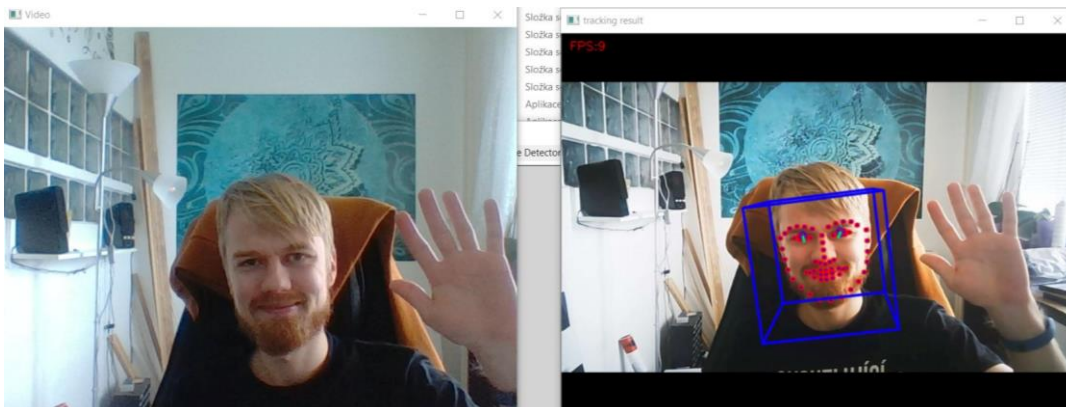 Video
Složka s
Složka s
Složka s
Složka s
Složka s
Aplikace
e Detector
tracking result
FPS:9